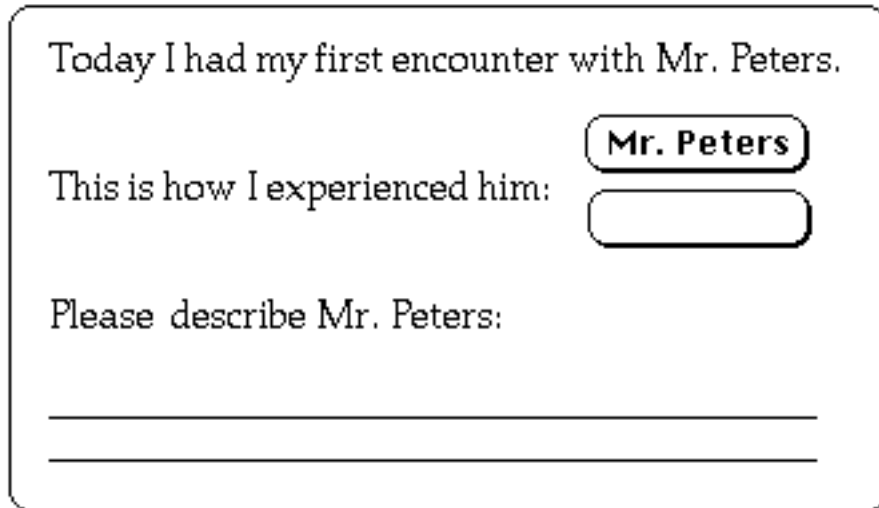 Today I had my first encounter with Mr. Peters.
Mr. Peters
This is how I experienced him:
Please describe Mr. Peters: